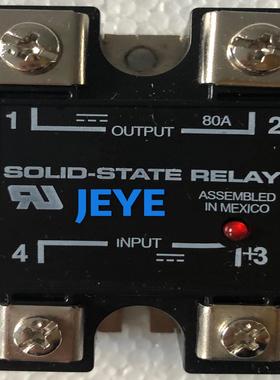 1 OUTPUT 80A 2
SOLID-STATE RELAY
JEYE
ASSEMBLED
IN MEXICO
4 INPUT +3